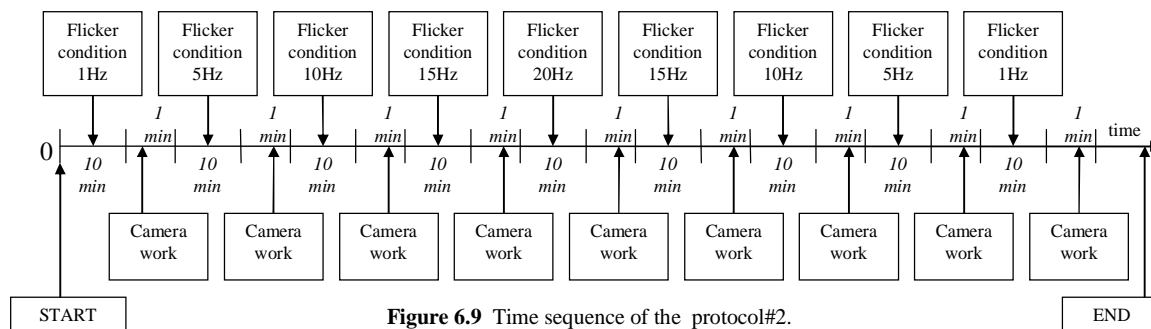 Flicker condition 1Hz
Flicker condition 5Hz
Flicker condition 10Hz
Flicker condition 15Hz
Flicker condition 20Hz
Flicker condition 15Hz
Flicker condition 10Hz
Flicker condition 5Hz
Flicker condition 1Hz
1 min
1 min
1 min
1 min
1 min
1 min
1 min
1 min
1 min
time
0
10 min
10 min
10 min
10 min
10 min
10 min
10 min
10 min
10 min
Camera work
Camera work
Camera work
Camera work
Camera work
Camera work
Camera work
Camera work
Camera work
START
Figure 6.9 Time sequence of the protocol#2.
END